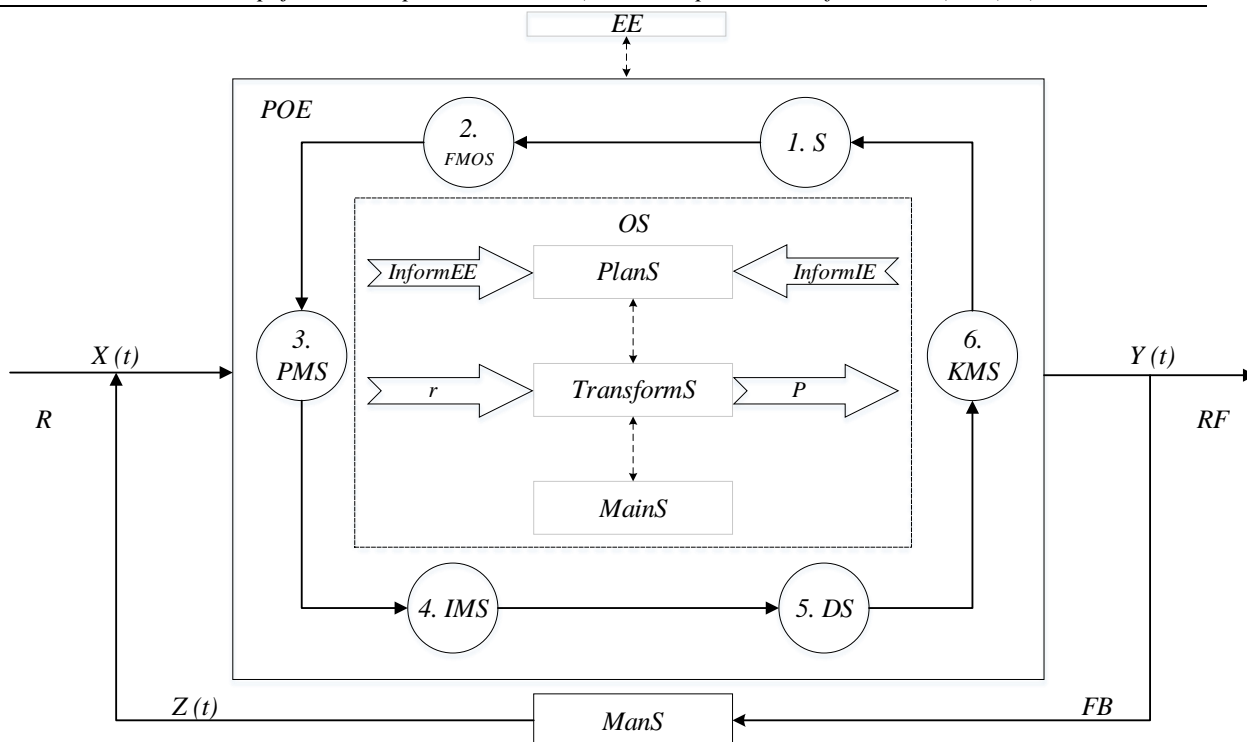 EE
POE
2.
FMOS
1. S
OS
InformEE
PlanS
InformIE
3.
PMS
6.
KMS
X (t)
Y (t)
r
TransformS
P
R
RF
MainS
4. IMS
5. DS
Z (t)
ManS
FB